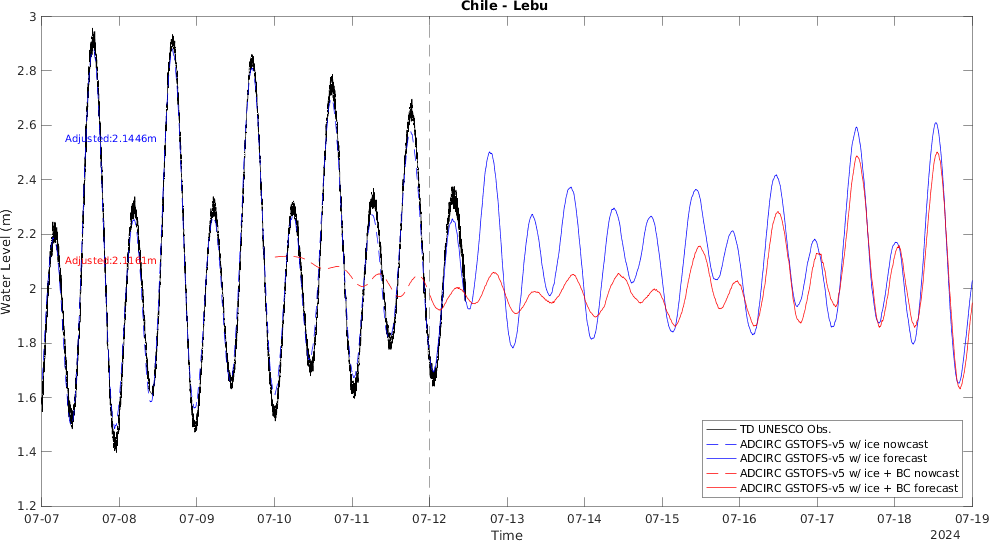 Chile - Lebu
3
2.8
2.6
2.4
2.2
2
1.8
1.6
1.4
1.2
Water Level (m)
Adjusted:2.1446m
Adjusted:2.1161m
TD UNESCO Obs.
ADCIRC GSTOFS-v5 w/ ice nowcast
ADCIRC GSTOFS-v5 w/ ice forecast
ADCIRC GSTOFS-v5 w/ ice + BC nowcast
ADCIRC GSTOFS-v5 w/ ice + BC forecast
07-07 07-08 07-09 07-10 07-11 07-12 07-13 07-14 07-15 07-16 07-17 07-18 07-19
Time
2024